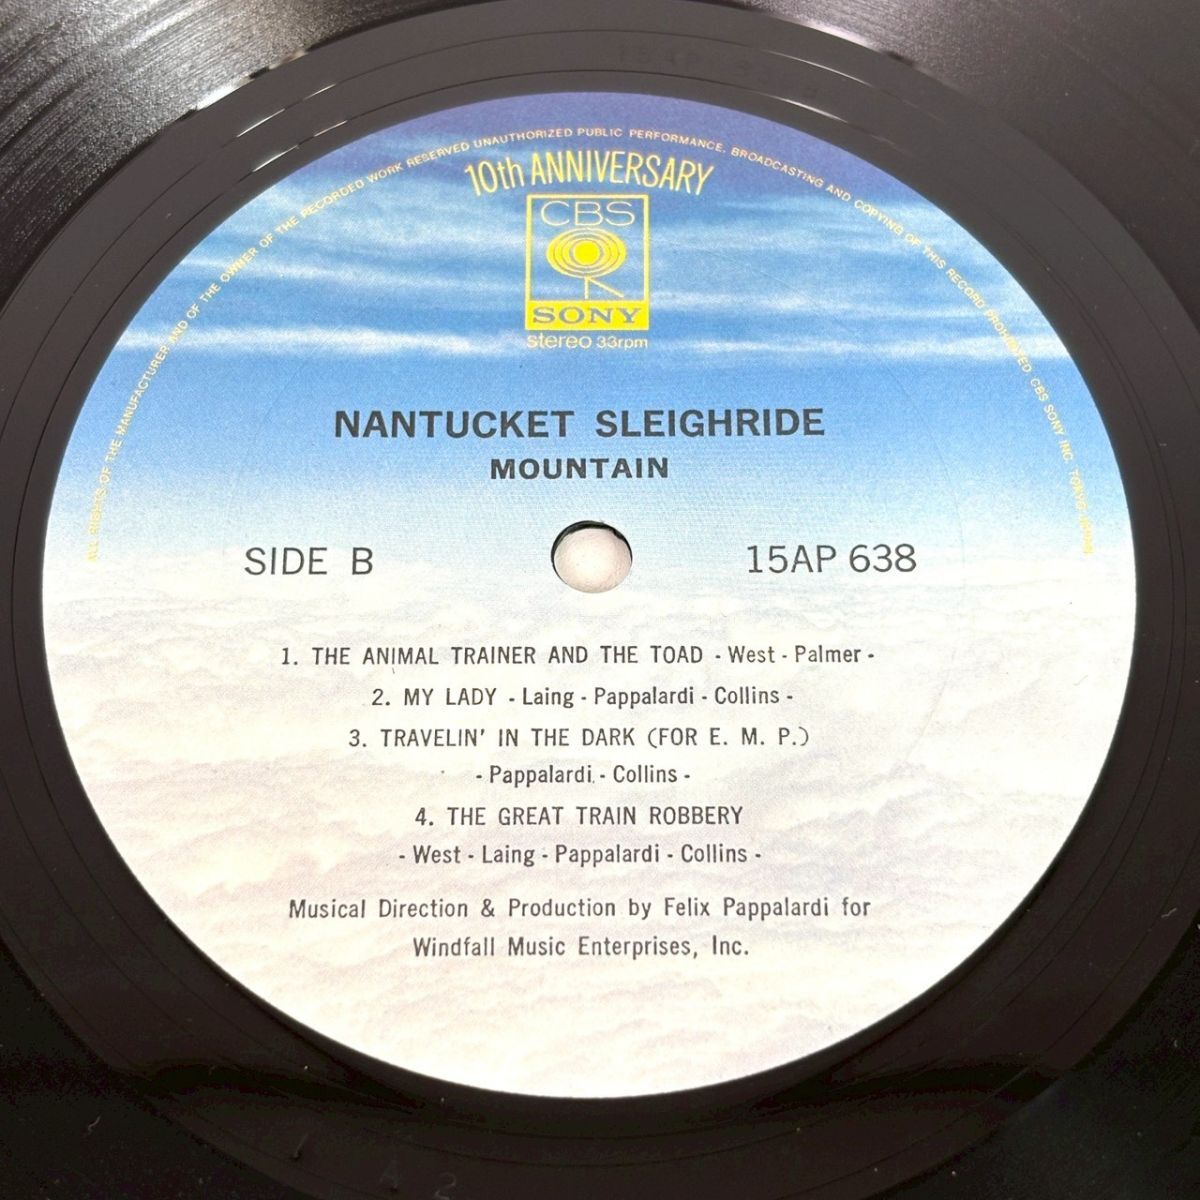 ALL RIGHTS OF THE MANUFACTURER AND OF THE OWNER OF THE RECORDED WORK RESERVED UNAUTHORIZED PUBLIC PERFORMANCE, BROADCASTING AND COPYING OF THIS RECORD PROHIBITED CBS SONY INC. TOKYO JAPAN
10th ANNIVERSARY
CBS
SONY
stereo 33rpm
NANTUCKET SLEIGHRIDE
MOUNTAIN
SIDE B
15AP 638
1. THE ANIMAL TRAINER AND THE TOAD - West - Palmer -
2. MY LADY - Laing - Pappalardi - Collins -
3. TRAVELIN' IN THE DARK (FOR E. M. P.)
- Pappalardi - Collins -
4. THE GREAT TRAIN ROBBERY
- West - Laing - Pappalardi - Collins -
Musical Direction & Production by Felix Pappalardi for
Windfall Music Enterprises, Inc.